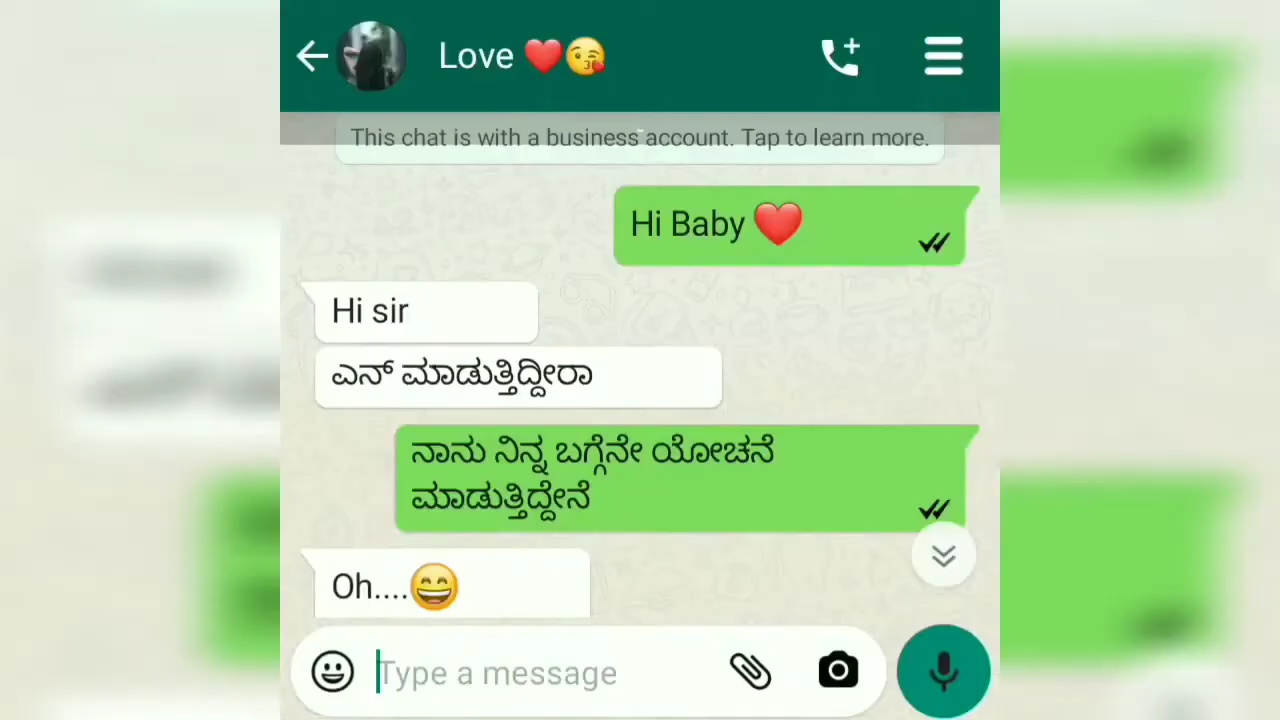 Love ❤️😘
This chat is with a business account. Tap to learn more.
Hi Baby ❤️
Hi sir
ಎನ್ ಮಾಡುತ್ತಿದ್ದೀರಾ
ನಾನು ನಿನ್ನ ಬಗ್ಗೆನೇ ಯೋಚನೆ
ಮಾಡುತ್ತಿದ್ದೇನೆ
Oh....😄
Type a message